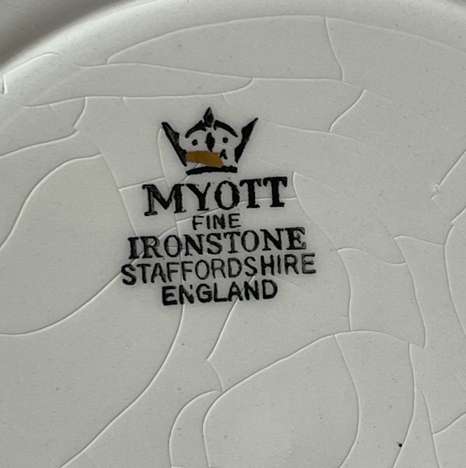 MYOTT
FINE
IRONSTONE
STAFFORDSHIRE
ENGLAND